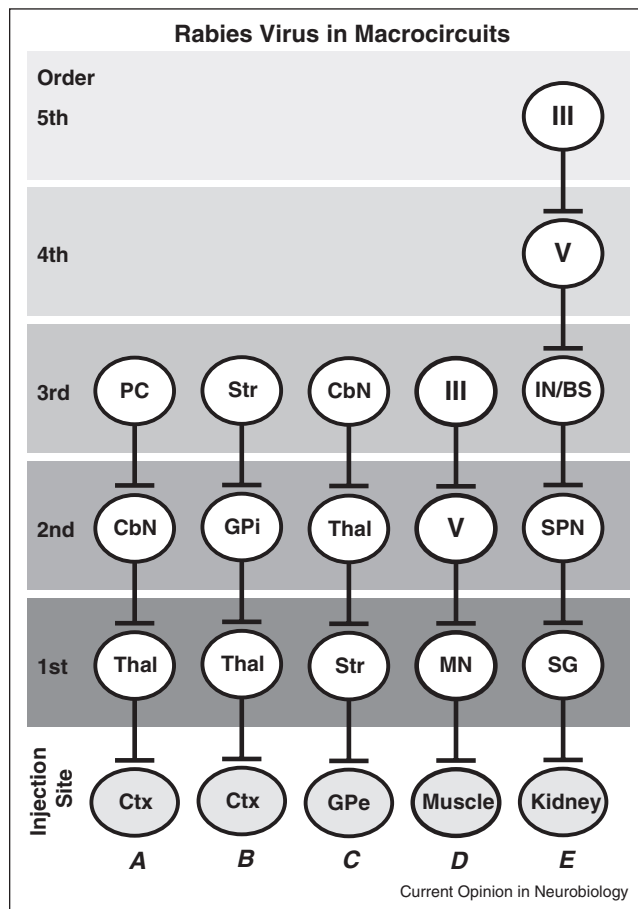 Rabies Virus in Macrocircuits
Order
5th III
4th V
3rd PC Str CbN III IN/BS
2nd CbN GPi Thal V SPN
1st Thal Thal Str MN SG
Injection
Site
Ctx Ctx GPe Muscle Kidney
A B C D E
Current Opinion in Neurobiology